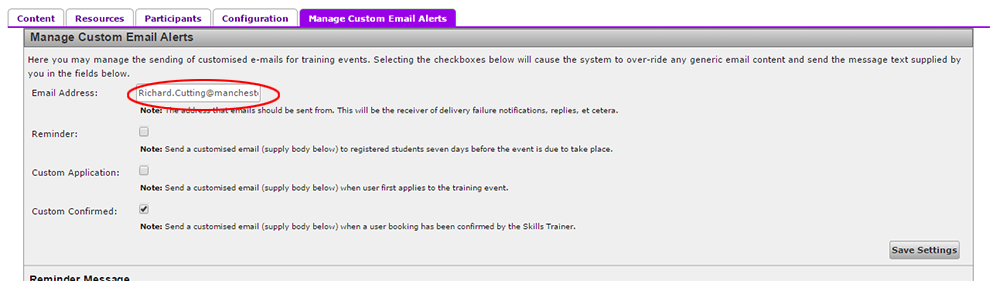 Content Resources Participants Configuration Manage Custom Email Alerts
Manage Custom Email Alerts
Here you may manage the sending of customised e-mails for training events. Selecting the checkboxes below will cause the system to over-ride any generic email content and send the message text supplied by
you in the fields below.
Email Address: Richard.Cutting@mancheste
Note: The address that emails should be sent from. This will be the receiver of delivery failure notifications, replies, et cetera.
Reminder:
Note: Send a customised email (supply body below) to registered students seven days before the event is due to take place.
Custom Application:
Note: Send a customised email (supply body below) when user first applies to the training event.
Custom Confirmed:
Note: Send a customised email (supply body below) when a user booking has been confirmed by the Skills Trainer.
Save Settings
Reminder Message